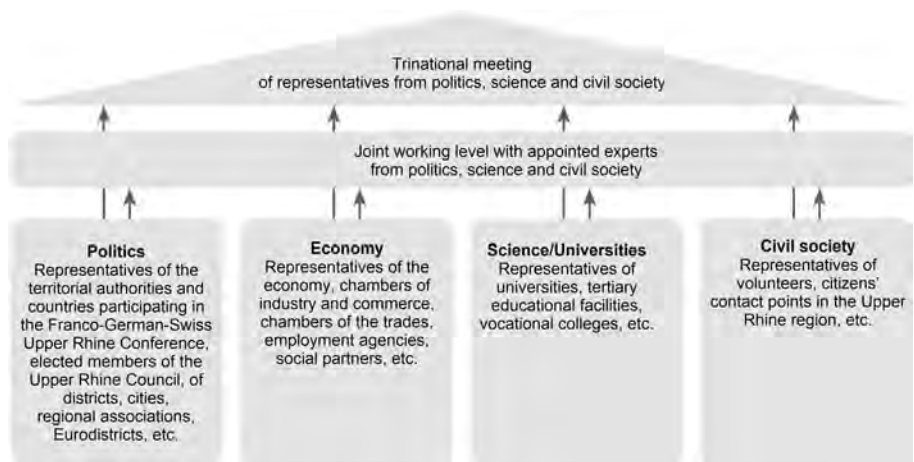 Trinational meeting
of representatives from politics, science and civil society
Joint working level with appointed experts
from politics, science and civil society
Politics
Representatives of the
territorial authorities and
countries participating in
the Franco-German-Swiss
Upper Rhine Conference,
elected members of the
Upper Rhine Council, of
districts, cities,
regional associations,
Eurodistricts, etc.
Economy
Representatives of the
economy, chambers of
industry and commerce,
chambers of the trades,
employment agencies,
social partners, etc.
Science/Universities
Representatives of
universities, tertiary
educational facilities,
vocational colleges, etc.
Civil society
Representatives of
volunteers, citizens'
contact points in the Upper
Rhine region, etc.